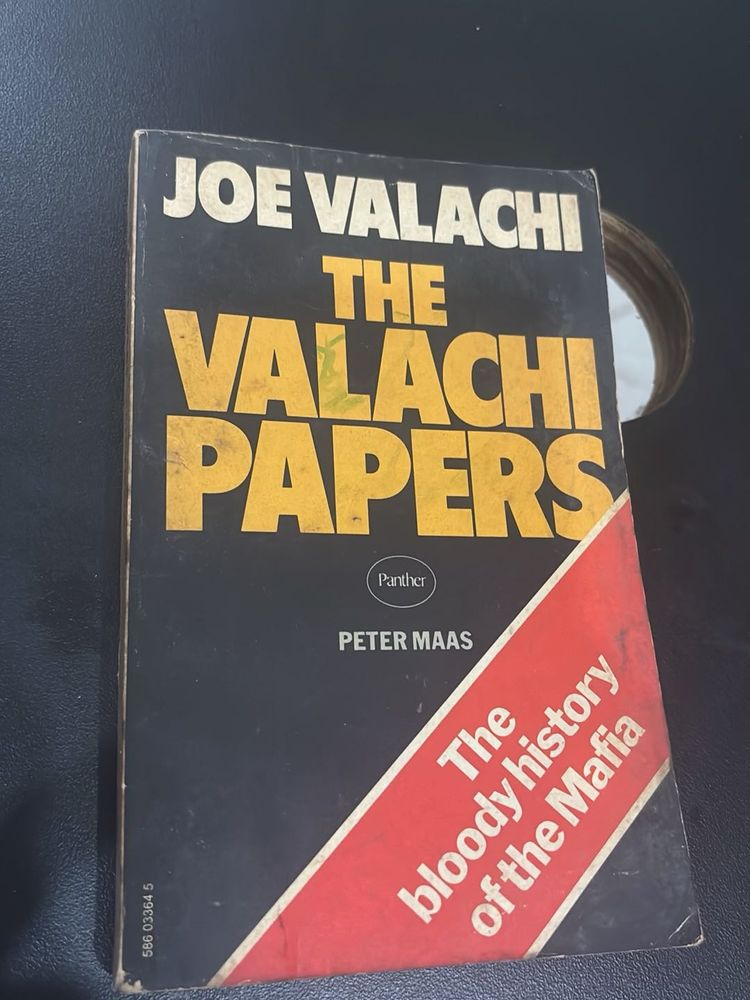 JOE VALACHI
THE
VALACHI
PAPERS
Panther
PETER MAAS
The
bloody history
of the Mafia
586 03364 5